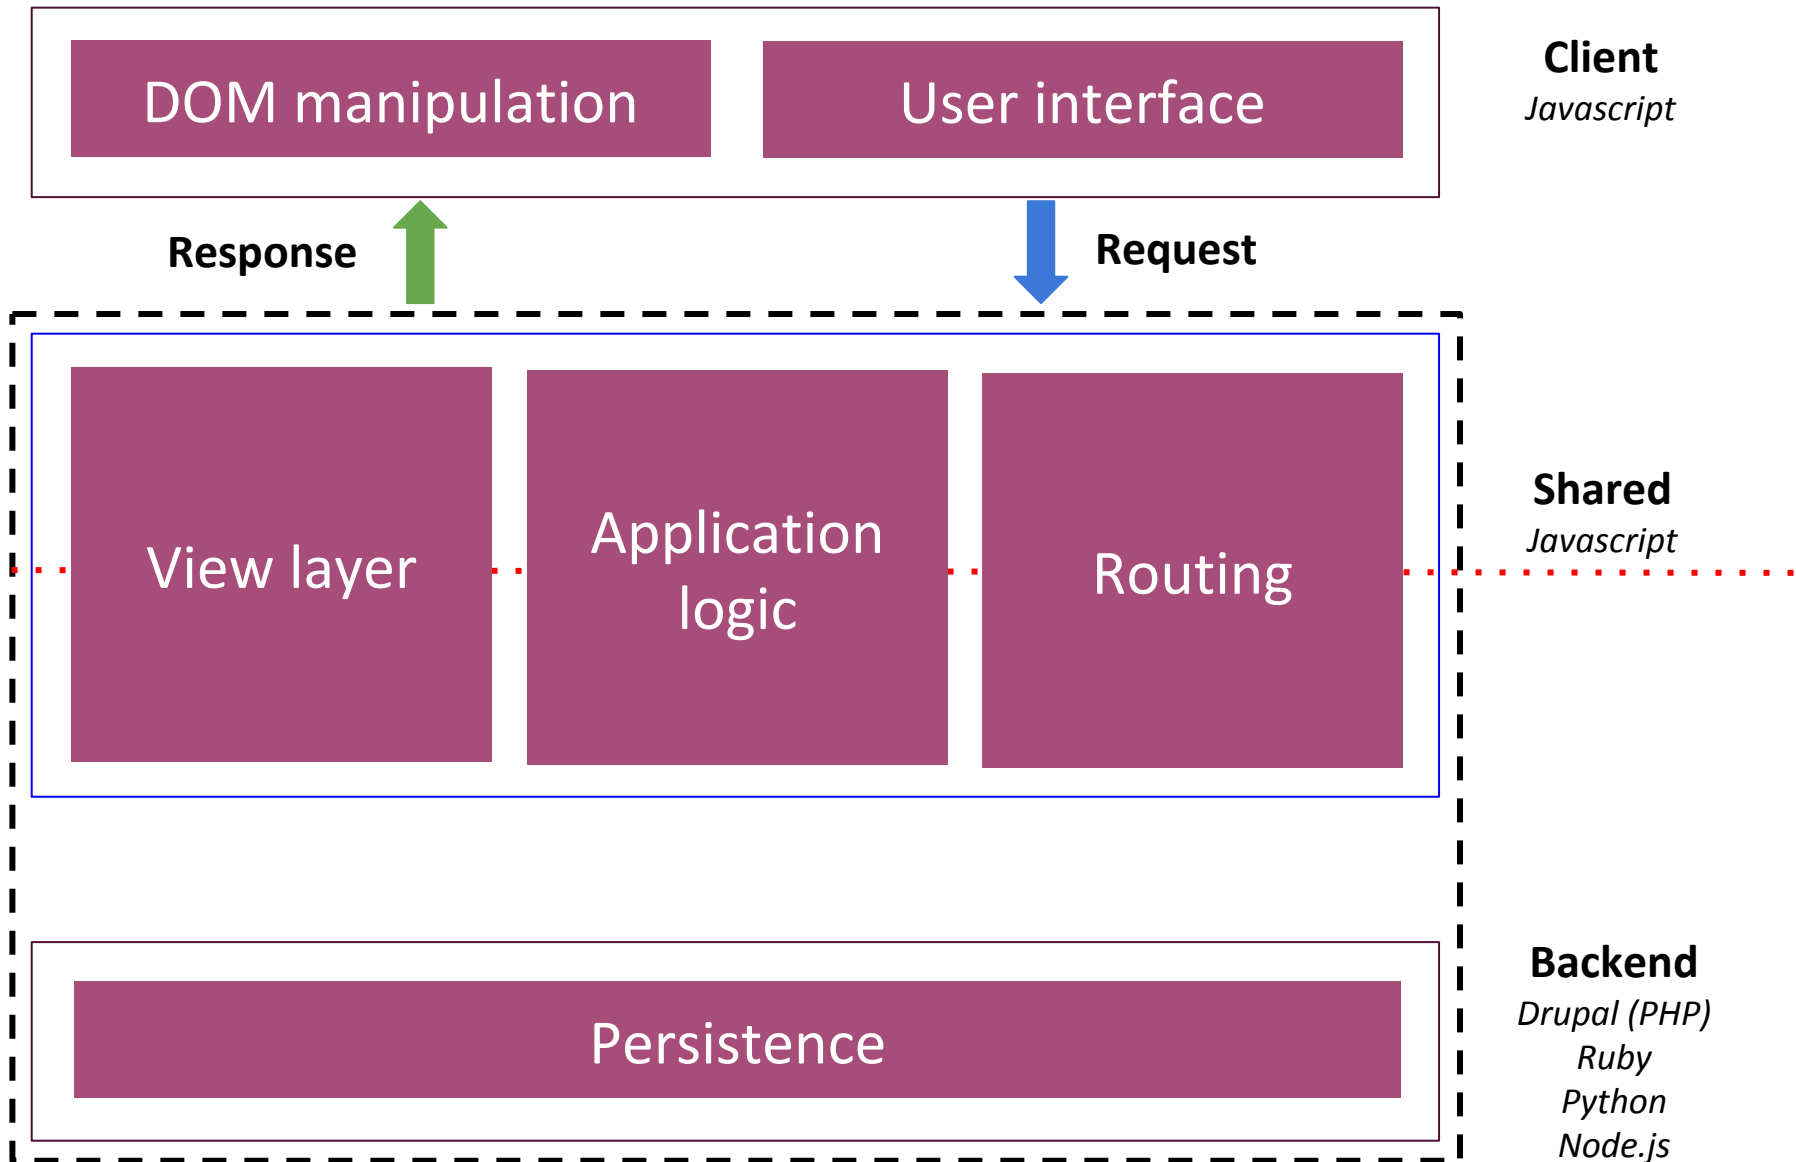 DOM manipulation
User interface
Client
Javascript
Response
Request
View layer
Application
logic
Routing
Shared
Javascript
Persistence
Backend
Drupal (PHP)
Ruby
Python
Node.js